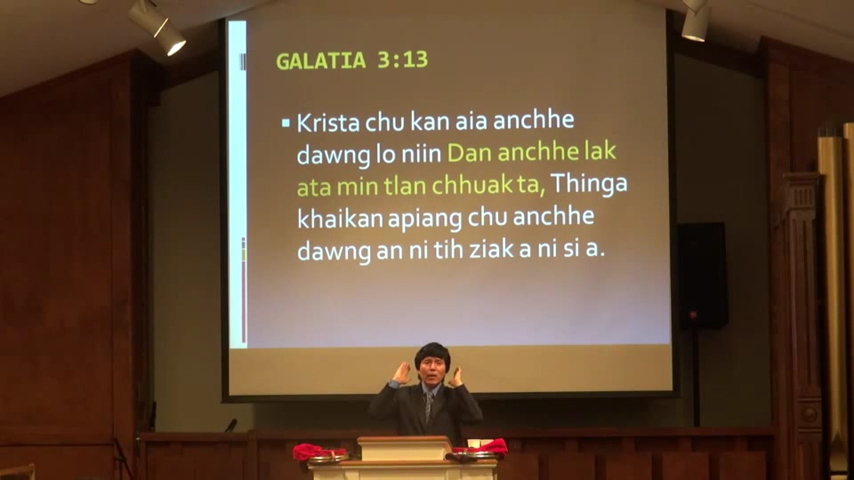 GALATIA 3:13
Krista chu kan aia anchhe
dawng lo niin Dan anchhe lak
ata min tlan chhuak ta, Thinga
khaikan apiang chu anchhe
dawng an ni tih ziak a ni si a.